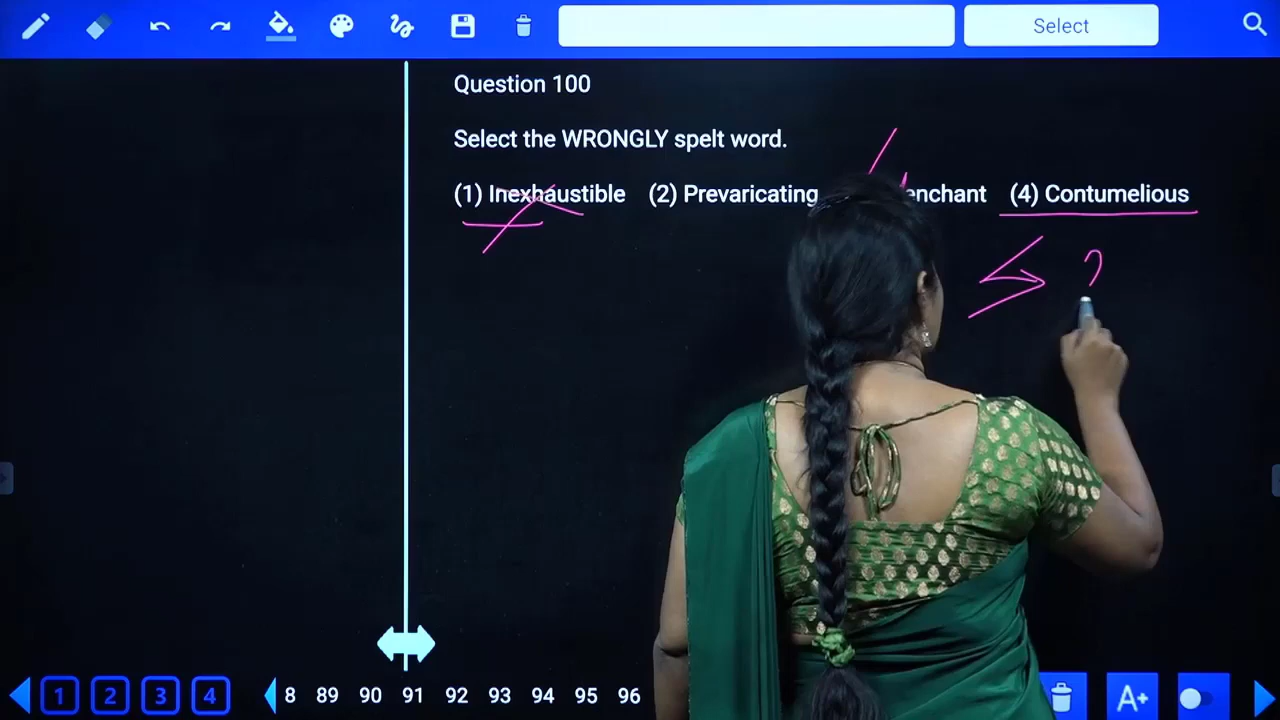 Select
Question 100
Select the WRONGLY spelt word.
(1) Inexhaustible (2) Prevaricating enchant (4) Contumelious
1 2 3 4 8 89 90 91 92 93 94 95 96 A+